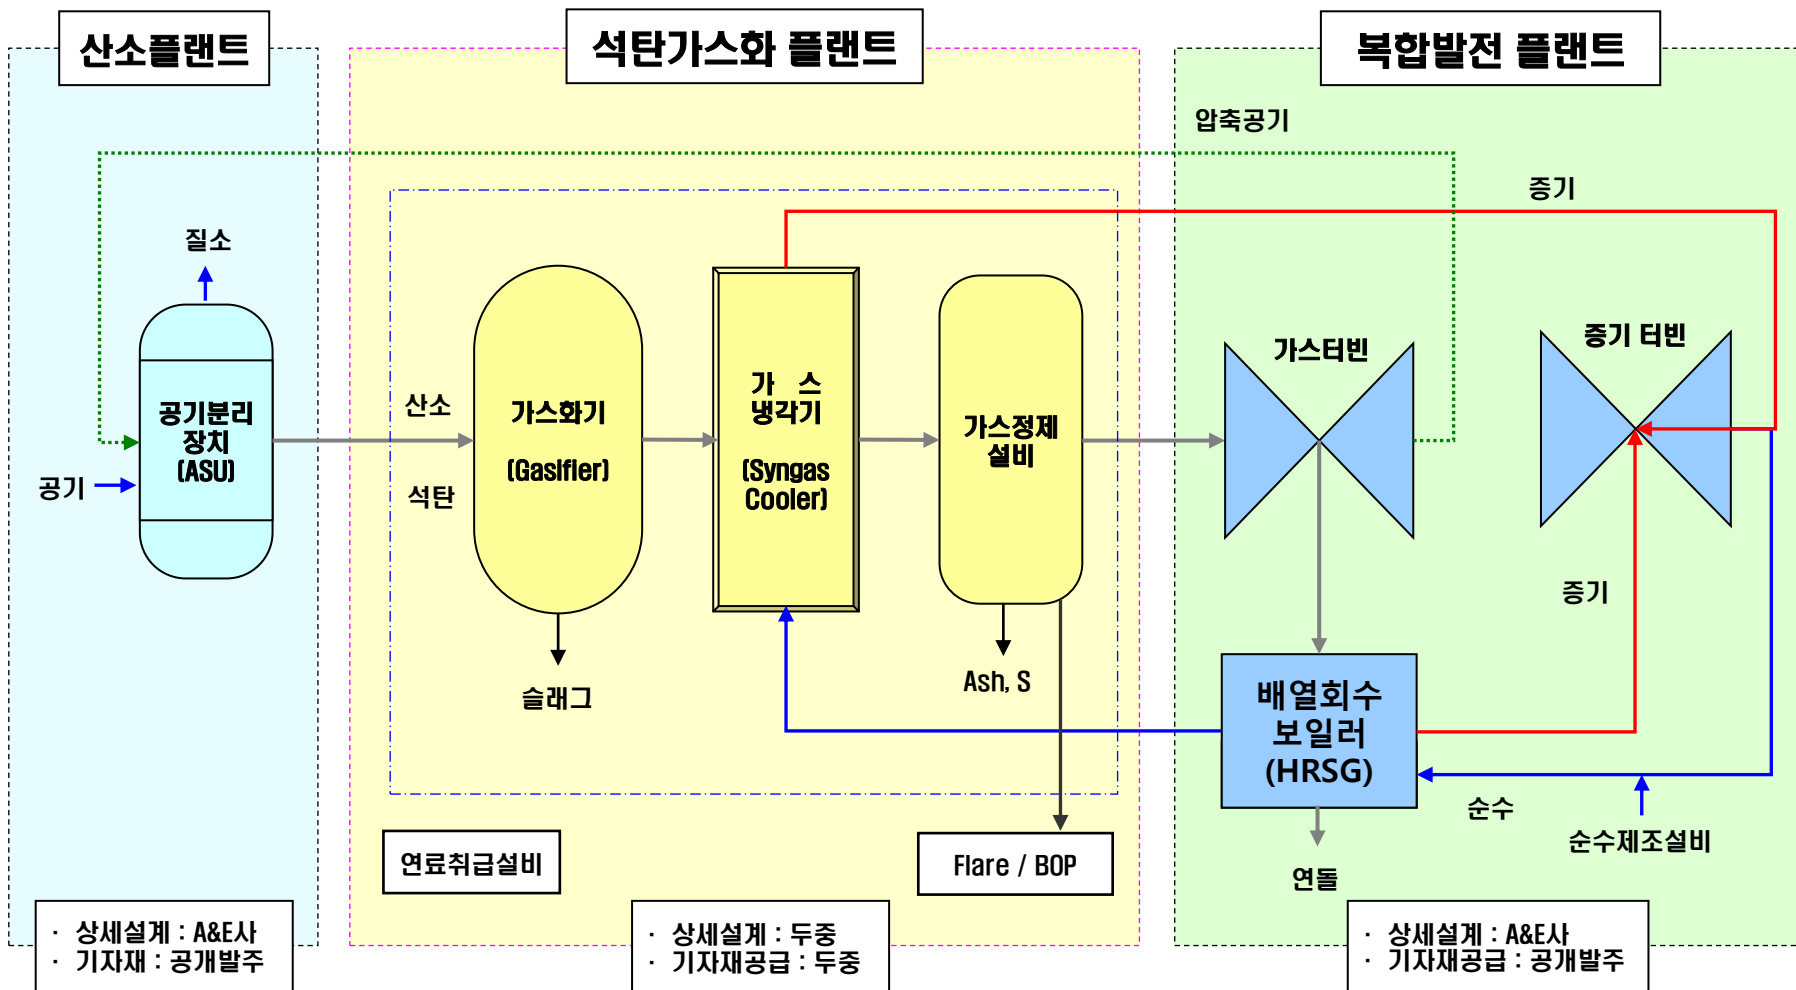 산소플랜트
석탄가스화 플랜트
복합발전 플랜트
압축공기
증기
질소
가스터빈
증기 터빈
공기분리
장치
(ASU)
공기
산소
석탄
가스화기
(Gasifier)
가 스
냉각기
(Syngas
Cooler)
가스정제
설비
증기
슬래그
Ash, S
배열회수
보일러
(HRSG)
순수
순수제조설비
연돌
연료취급설비
Flare / BOP
· 상세설계 : A&E사
· 기자재 : 공개발주
· 상세설계 : 두중
· 기자재공급 : 두중
· 상세설계 : A&E사
· 기자재공급 : 공개발주